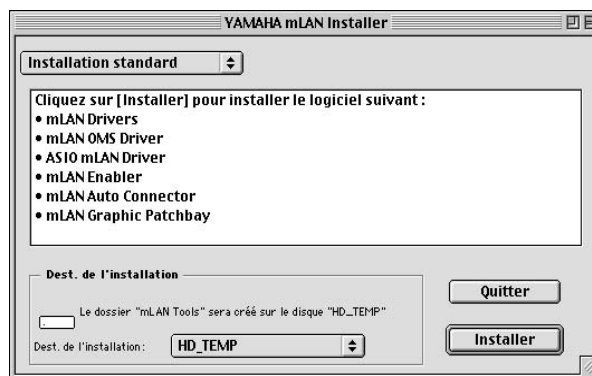 YAMAHA mLAN Installer
Installation standard
Cliquez sur [Installer] pour installer le logiciel suivant :
• mLAN Drivers
• mLAN OMS Driver
• ASIO mLAN Driver
• mLAN Enabler
• mLAN Auto Connector
• mLAN Graphic Patchbay
Dest. de l'installation
Le dossier "mLAN Tools" sera créé sur le disque "HD_TEMP"
Dest. de l'installation :
HD_TEMP
Quitter
Installer